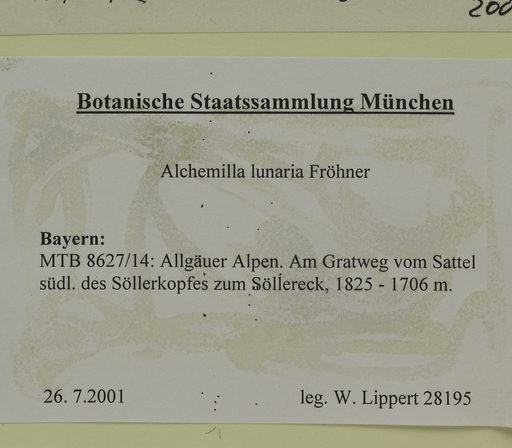 200
Botanische Staatssammlung München
Alchemilla lunaria Fröhner
Bayern:
MTB 8627/14: Allgäuer Alpen. Am Gratweg vom Sattel
südl. des Söllerkopfes zum Söllereck, 1825 - 1706 m.
26. 7.2001 leg. W. Lippert 28195